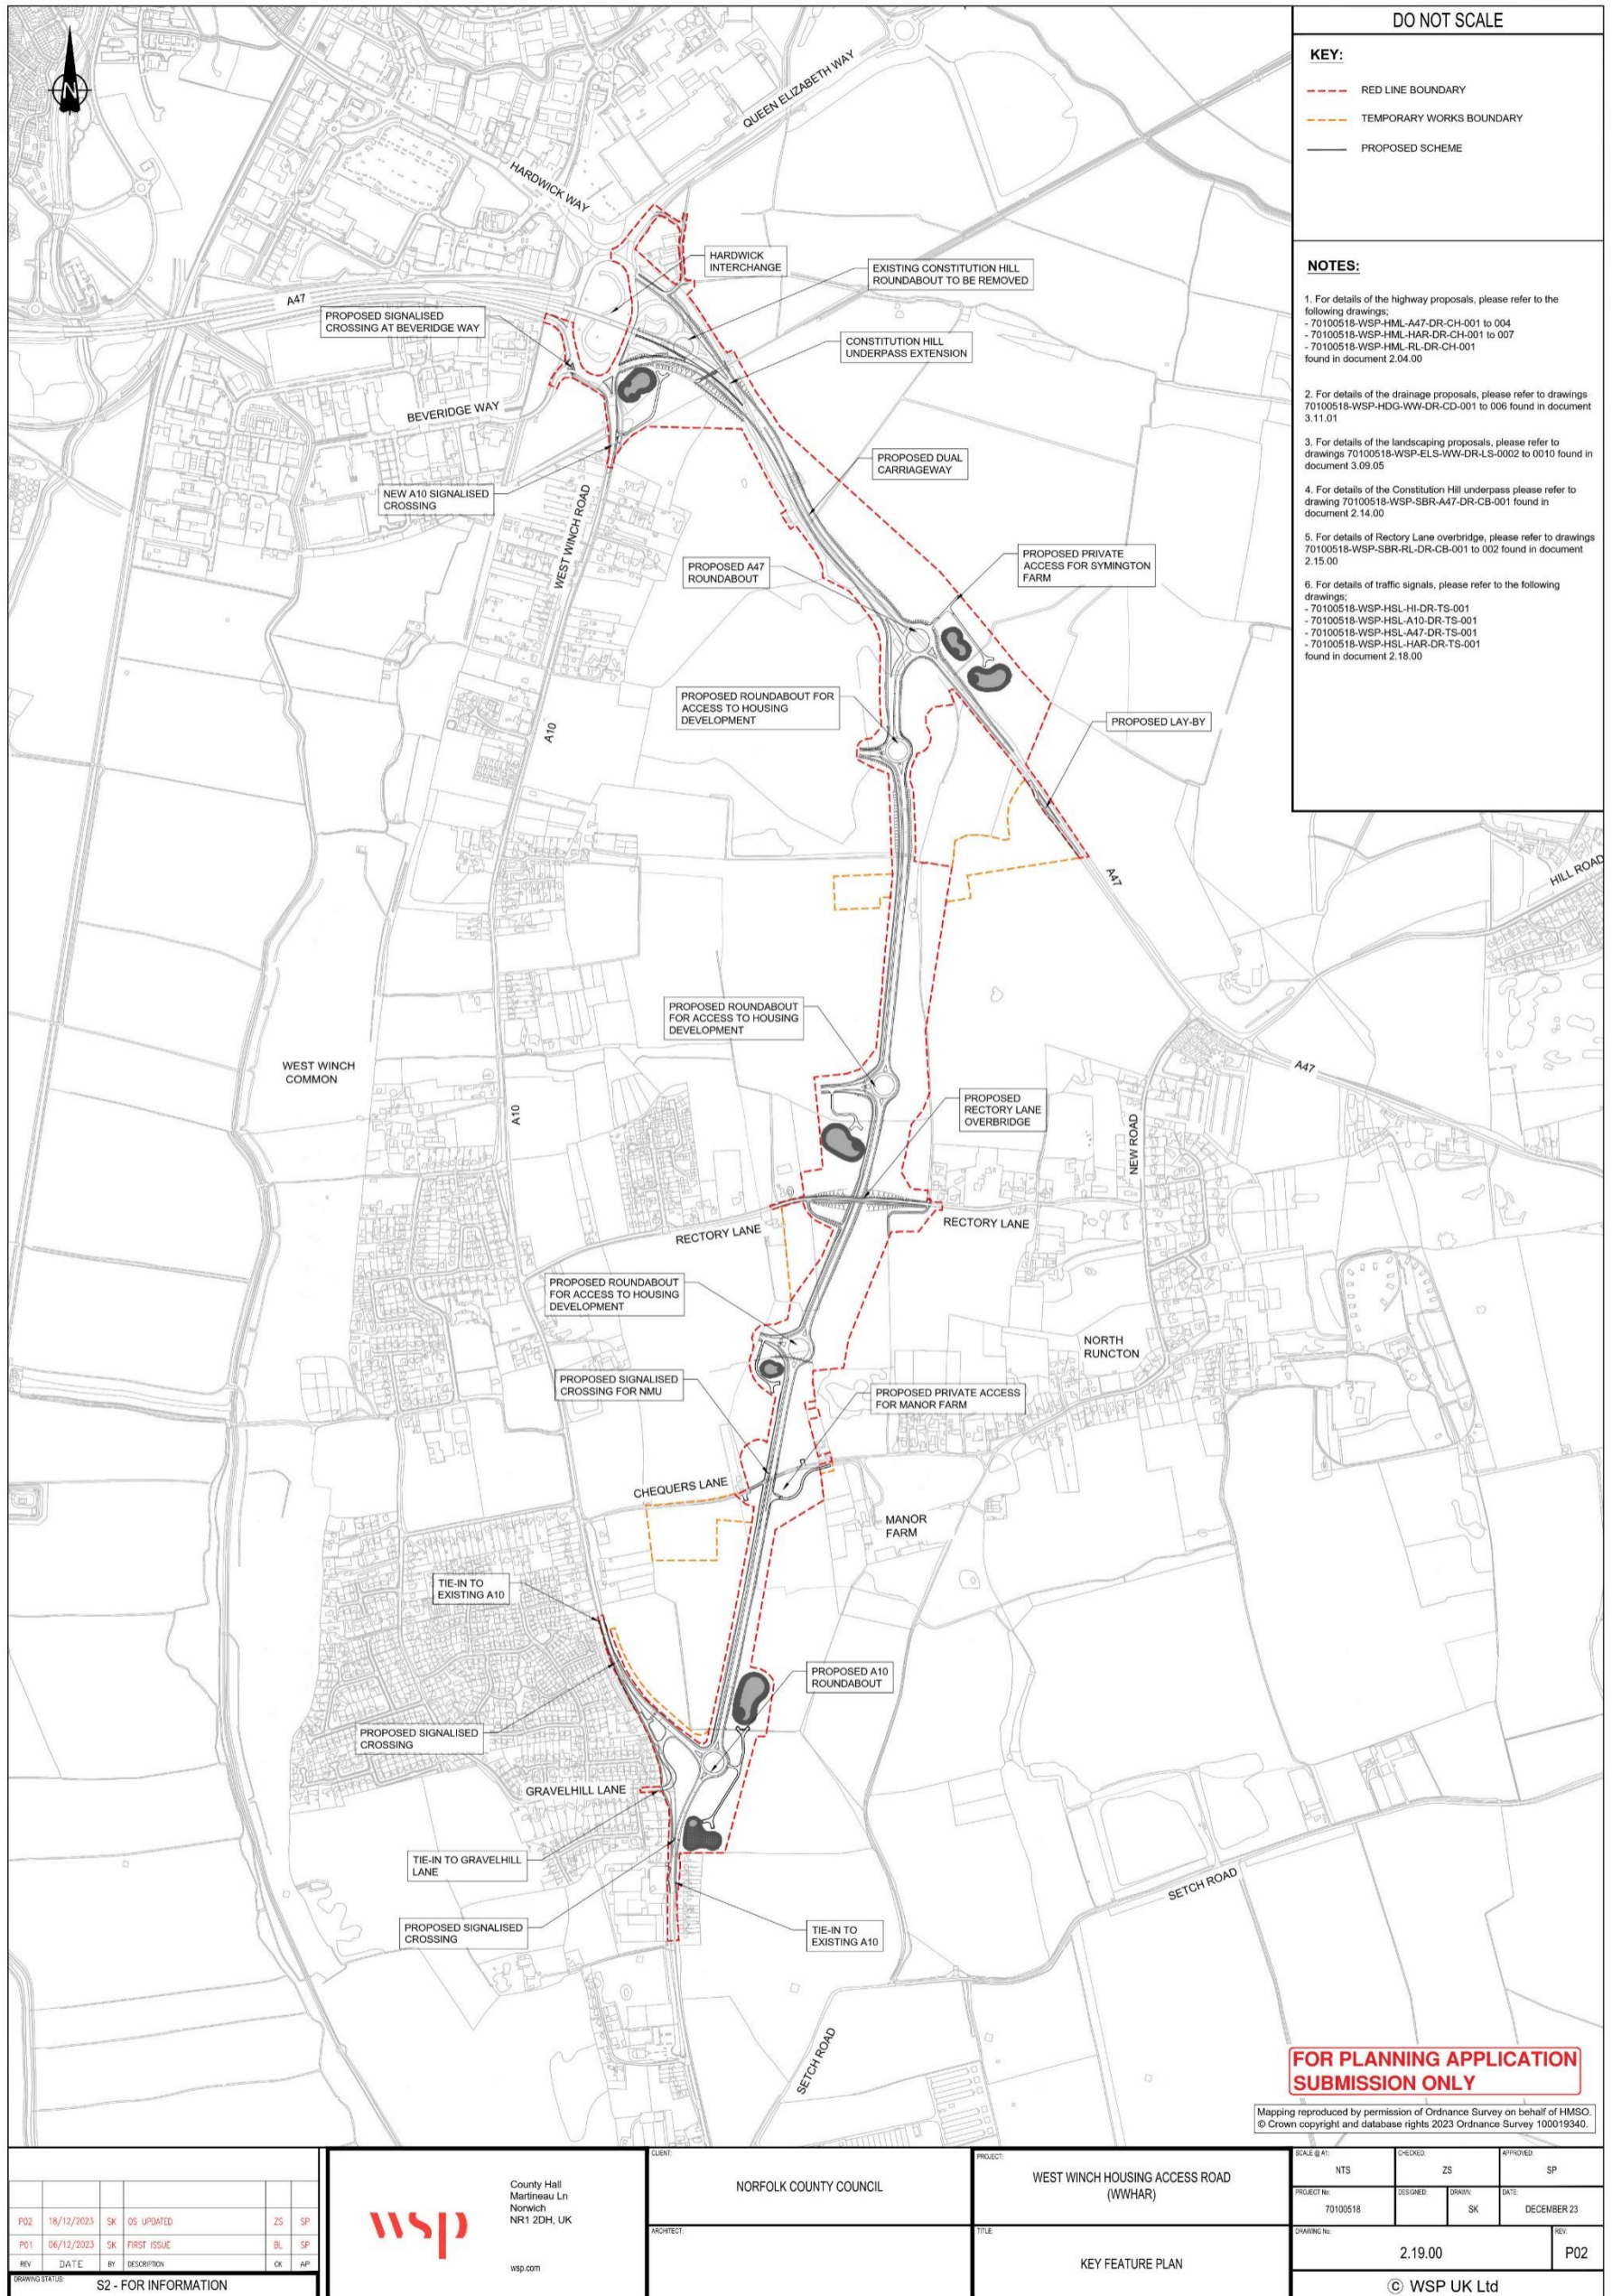 DO NOT SCALE
KEY:
RED LINE BOUNDARY
TEMPORARY WORKS BOUNDARY
PROPOSED SCHEME
NOTES:
1. For details of the highway proposals, please refer to the
following drawings;
- 70100518-WSP-HML-A47-DR-CH-001 to 004
- 70100518-WSP-HML-HAR-DR-CH-001 to 007
- 70100518-WSP-HML-RL-DR-CH-001
found in document 2.04.00
2. For details of the drainage proposals, please refer to drawings
70100518-WSP-HDG-WW-DR-CD-001 to 006 found in document
3.11.01
3. For details of the landscaping proposals, please refer to
drawings 70100518-WSP-ELS-WW-DR-LS-0002 to 0010 found in
document 3.09.05
4. For details of the Constitution Hill underpass please refer to
drawing 70100518-WSP-SBR-A47-DR-CB-001 found in
document 2.14.00
5. For details of Rectory Lane overbridge, please refer to drawings
70100518-WSP-SBR-RL-DR-CB-001 to 002 found in document
2.15.00
6. For details of traffic signals, please refer to the following
drawings;
- 70100518-WSP-HSL-HI-DR-TS-001
- 70100518-WSP-HSL-A10-DR-TS-001
- 70100518-WSP-HSL-A47-DR-TS-001
- 70100518-WSP-HSL-HAR-DR-TS-001
found in document 2.18.00
N
QUEEN ELIZABETH WAY
HARDWICK WAY
HARDWICK
INTERCHANGE
EXISTING CONSTITUTION HILL
ROUNDABOUT TO BE REMOVED
A47
PROPOSED SIGNALISED
CROSSING AT BEVERIDGE WAY
CONSTITUTION HILL
UNDERPASS EXTENSION
BEVERIDGE WAY
PROPOSED DUAL
CARRIAGEWAY
NEW A10 SIGNALISED
CROSSING
WEST WINCH ROAD
PROPOSED A47
ROUNDABOUT
PROPOSED PRIVATE
ACCESS FOR SYMINGTON
FARM
PROPOSED ROUNDABOUT FOR
ACCESS TO HOUSING
DEVELOPMENT
A10
PROPOSED LAY-BY
A47
HILL ROAD
PROPOSED ROUNDABOUT
FOR ACCESS TO HOUSING
DEVELOPMENT
WEST WINCH
COMMON
A47
A10
PROPOSED
RECTORY LANE
OVERBRIDGE
NEW ROAD
RECTORY LANE
RECTORY LANE
PROPOSED ROUNDABOUT
FOR ACCESS TO HOUSING
DEVELOPMENT
NORTH
RUNCTON
PROPOSED SIGNALISED
CROSSING FOR NMU
PROPOSED PRIVATE ACCESS
FOR MANOR FARM
CHEQUERS LANE
MANOR
FARM
TIE-IN TO
EXISTING A10
PROPOSED A10
ROUNDABOUT
PROPOSED SIGNALISED
CROSSING
GRAVELHILL LANE
TIE-IN TO GRAVELHILL
LANE
SETCH ROAD
PROPOSED SIGNALISED
CROSSING
TIE-IN TO
EXISTING A10
SETCH ROAD
FOR PLANNING APPLICATION
SUBMISSION ONLY
Mapping reproduced by permission of Ordnance Survey on behalf of HMSO.
© Crown copyright and database rights 2023 Ordnance Survey 100019340.
P02 18/12/2023 SK OS UPDATED ZS SP
P01 06/12/2023 SK FIRST ISSUE BL SP
REV DATE BY DESCRIPTION CK AP
DRAWING STATUS:
S2 - FOR INFORMATION
wsp
County Hall
Martineau Ln
Norwich
NR1 2DH, UK
wsp.com
CLIENT:
NORFOLK COUNTY COUNCIL
ARCHITECT:
PROJECT:
WEST WINCH HOUSING ACCESS ROAD
(WWHAR)
TITLE:
KEY FEATURE PLAN
SCALE @ A1: CHECKED: APPROVED:
NTS ZS SP
PROJECT No: DESIGNED: DRAWN: DATE:
70100518 SK DECEMBER 23
DRAWING No: REV:
2.19.00 P02
© WSP UK Ltd